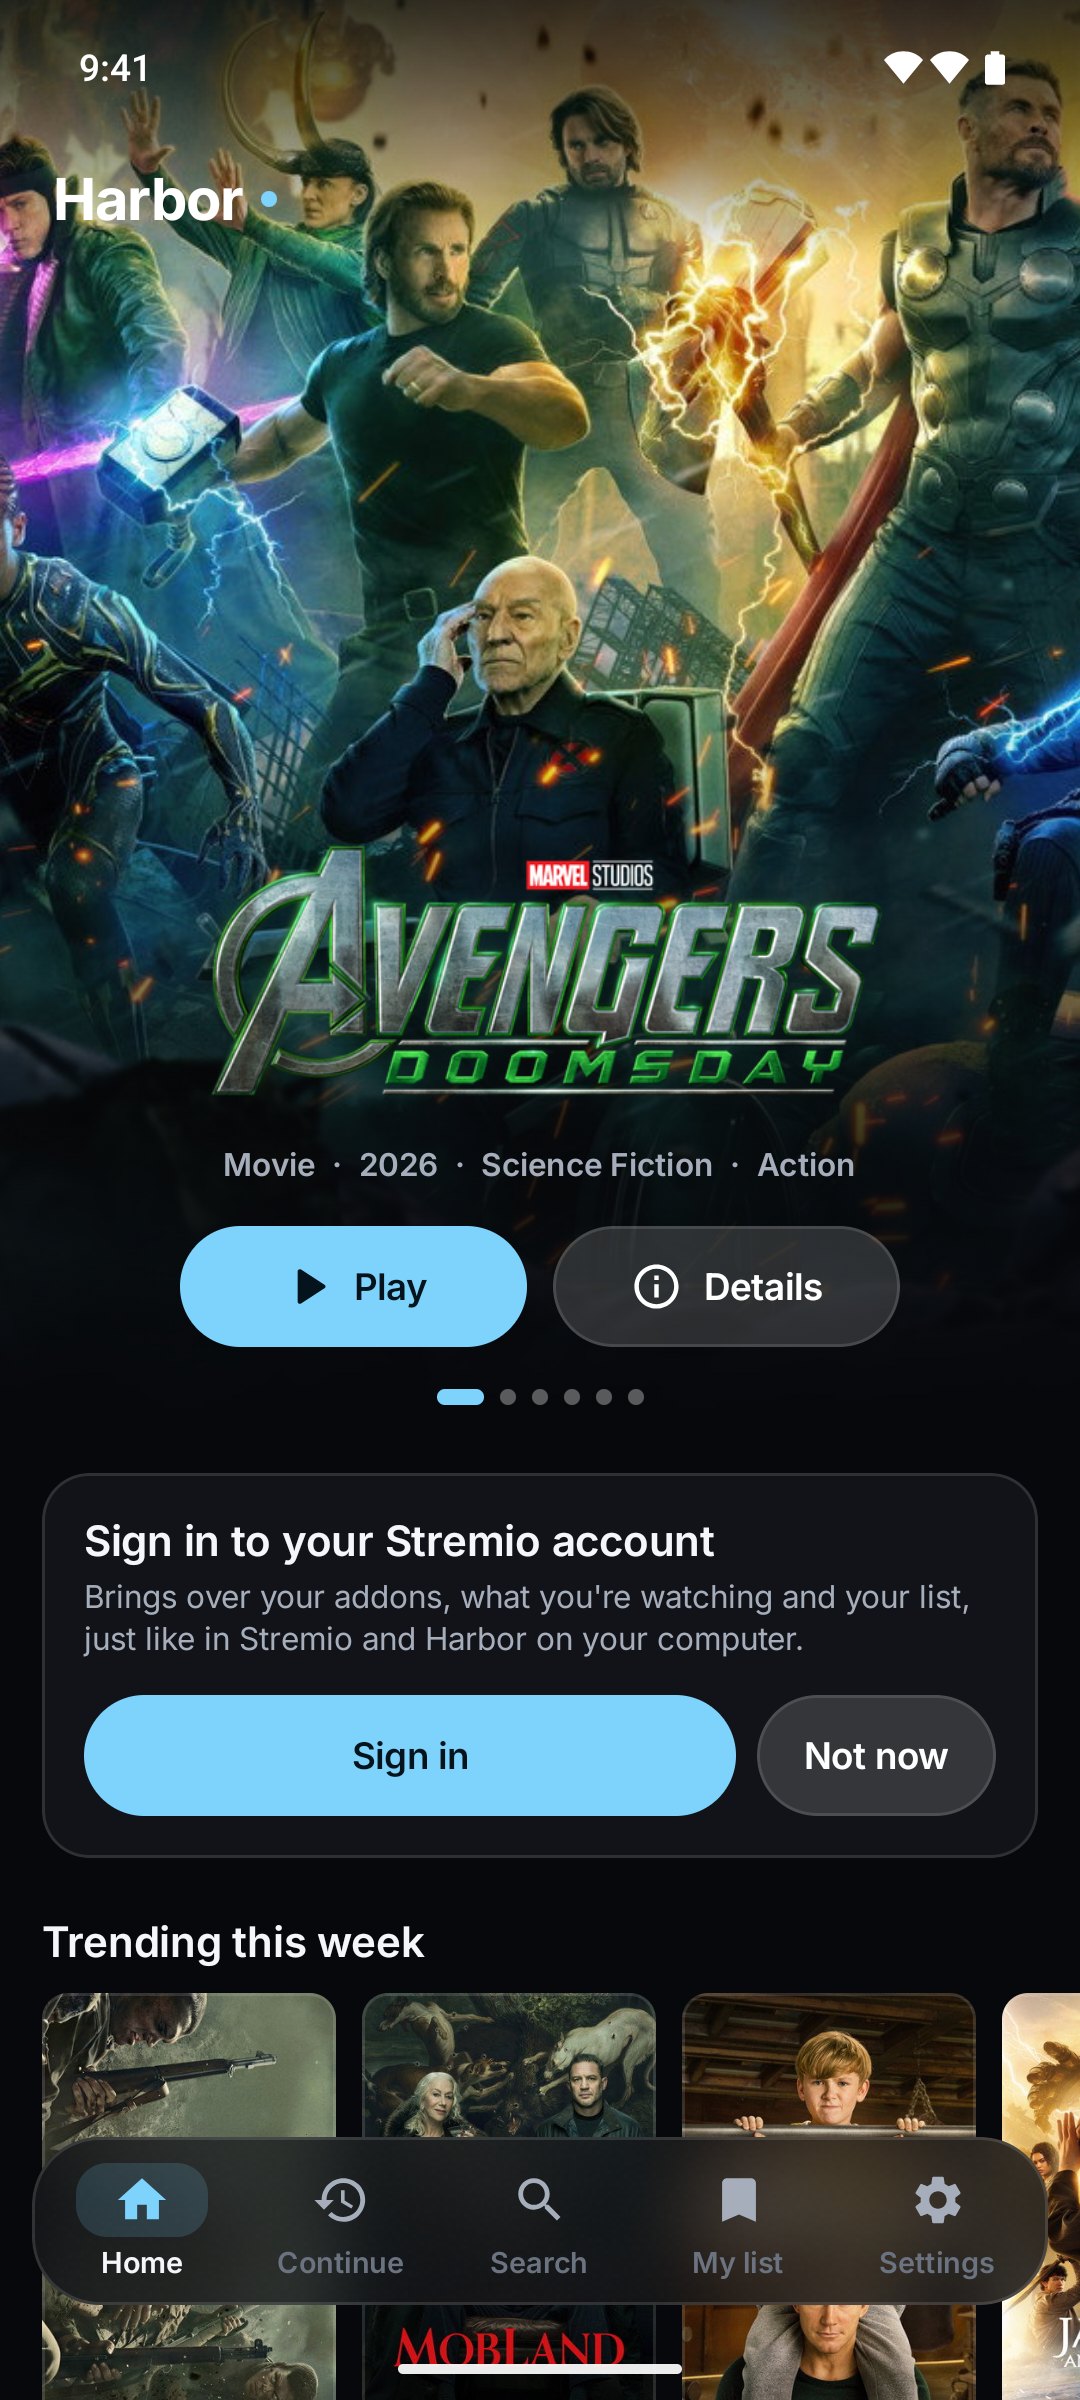 9:41
Harbor
MARVEL STUDIOS
AVENGERS
DOOMSDAY
Movie · 2026 · Science Fiction · Action
Play
Details
Sign in to your Stremio account
Brings over your addons, what you're watching and your list,
just like in Stremio and Harbor on your computer.
Sign in
Not now
Trending this week
Home
Continue
Search
My list
Settings
MOBLAND